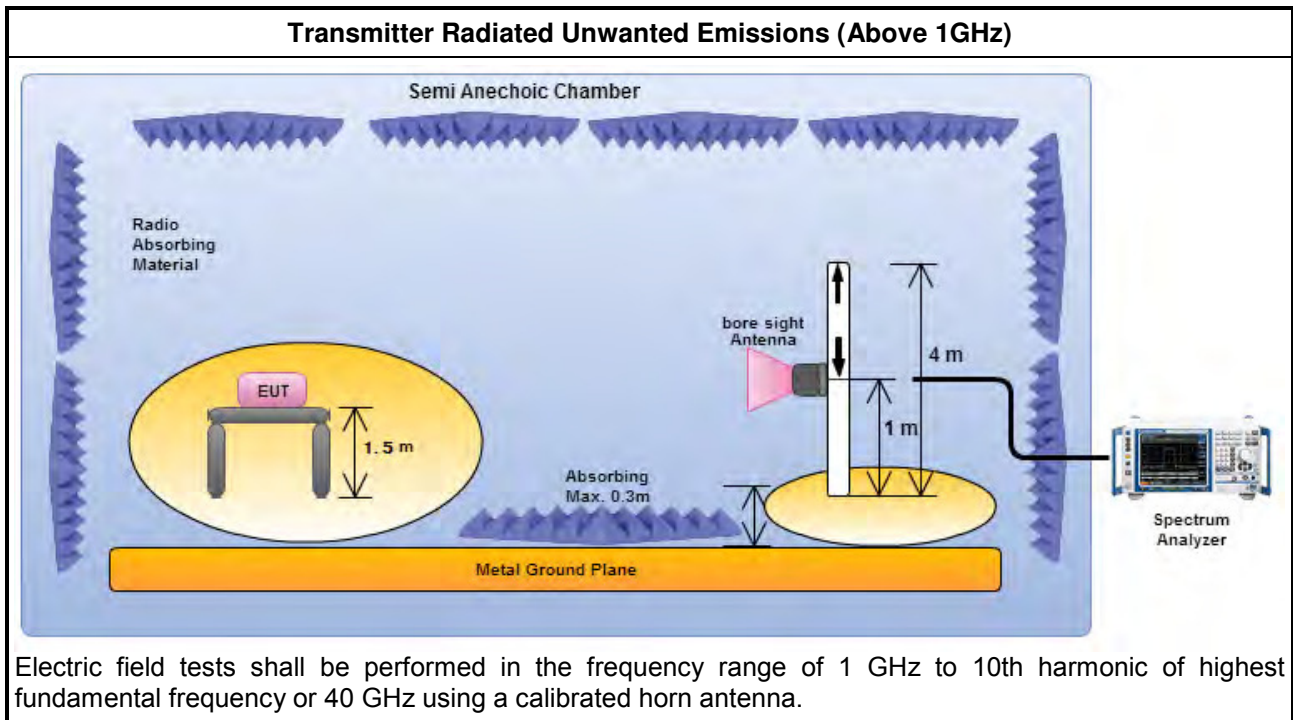 Transmitter Radiated Unwanted Emissions (Above 1GHz)
Semi Anechoic Chamber
Radio
Absorbing
Material
bore sight
Antenna
4 m
EUT
1.5 m
1 m
Absorbing
Max. 0.3m
Spectrum
Analyzer
Metal Ground Plane
Electric field tests shall be performed in the frequency range of 1 GHz to 10th harmonic of highest
fundamental frequency or 40 GHz using a calibrated horn antenna.